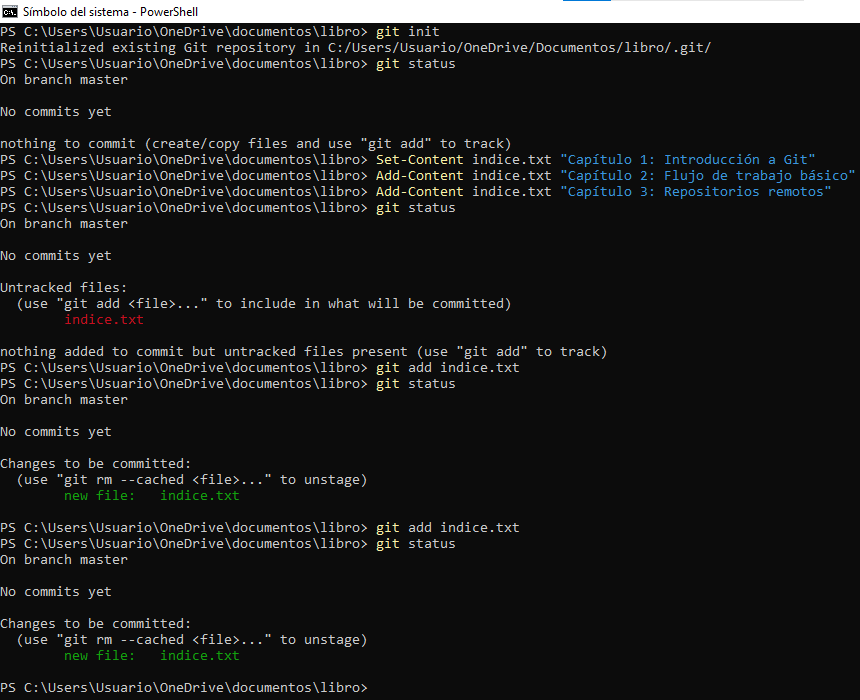 Símbolo del sistema - PowerShell
PS C:\Users\Usuario\OneDrive\documentos\libro> git init
Reinitialized existing Git repository in C:/Users/Usuario/OneDrive/Documentos/libro/.git/
PS C:\Users\Usuario\OneDrive\documentos\libro> git status
On branch master
No commits yet
nothing to commit (create/copy files and use "git add" to track)
PS C:\Users\Usuario\OneDrive\documentos\libro> Set-Content indice.txt "Capítulo 1: Introducción a Git"
PS C:\Users\Usuario\OneDrive\documentos\libro> Add-Content indice.txt "Capítulo 2: Flujo de trabajo básico"
PS C:\Users\Usuario\OneDrive\documentos\libro> Add-Content indice.txt "Capítulo 3: Repositorios remotos"
PS C:\Users\Usuario\OneDrive\documentos\libro> git status
On branch master
No commits yet
Untracked files:
  (use "git add <file>..." to include in what will be committed)
        indice.txt
nothing added to commit but untracked files present (use "git add" to track)
PS C:\Users\Usuario\OneDrive\documentos\libro> git add indice.txt
PS C:\Users\Usuario\OneDrive\documentos\libro> git status
On branch master
No commits yet
Changes to be committed:
  (use "git rm --cached <file>..." to unstage)
        new file:   indice.txt
PS C:\Users\Usuario\OneDrive\documentos\libro> git add indice.txt
PS C:\Users\Usuario\OneDrive\documentos\libro> git status
On branch master
No commits yet
Changes to be committed:
  (use "git rm --cached <file>..." to unstage)
        new file:   indice.txt
PS C:\Users\Usuario\OneDrive\documentos\libro>